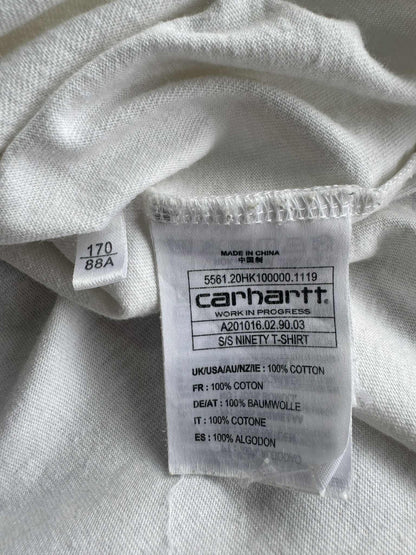 170
88A
MADE IN CHINA
中国制
5561.20HK100000.1119
carhartt.
WORK IN PROGRESS
A201016.02.90.03
S/S NINETY T-SHIRT
UK/USA/AU/NZ/IE : 100% COTTON
FR : 100% COTON
DE/AT : 100% BAUMWOLLE
IT : 100% COTONE
ES : 100% ALGODON